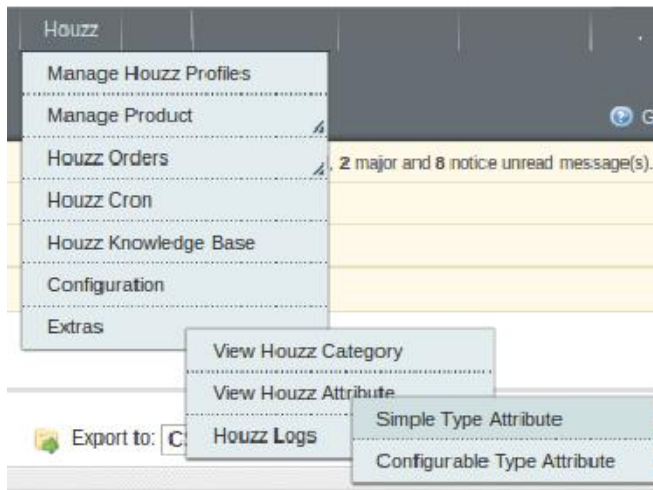 Houzz
Manage Houzz Profiles
Manage Product
Houzz Orders
, 2 major and 8 notice unread message(s).
Houzz Cron
Houzz Knowledge Base
Configuration
Extras
View Houzz Category
View Houzz Attribute
Simple Type Attribute
Export to:
Houzz Logs
Configurable Type Attribute